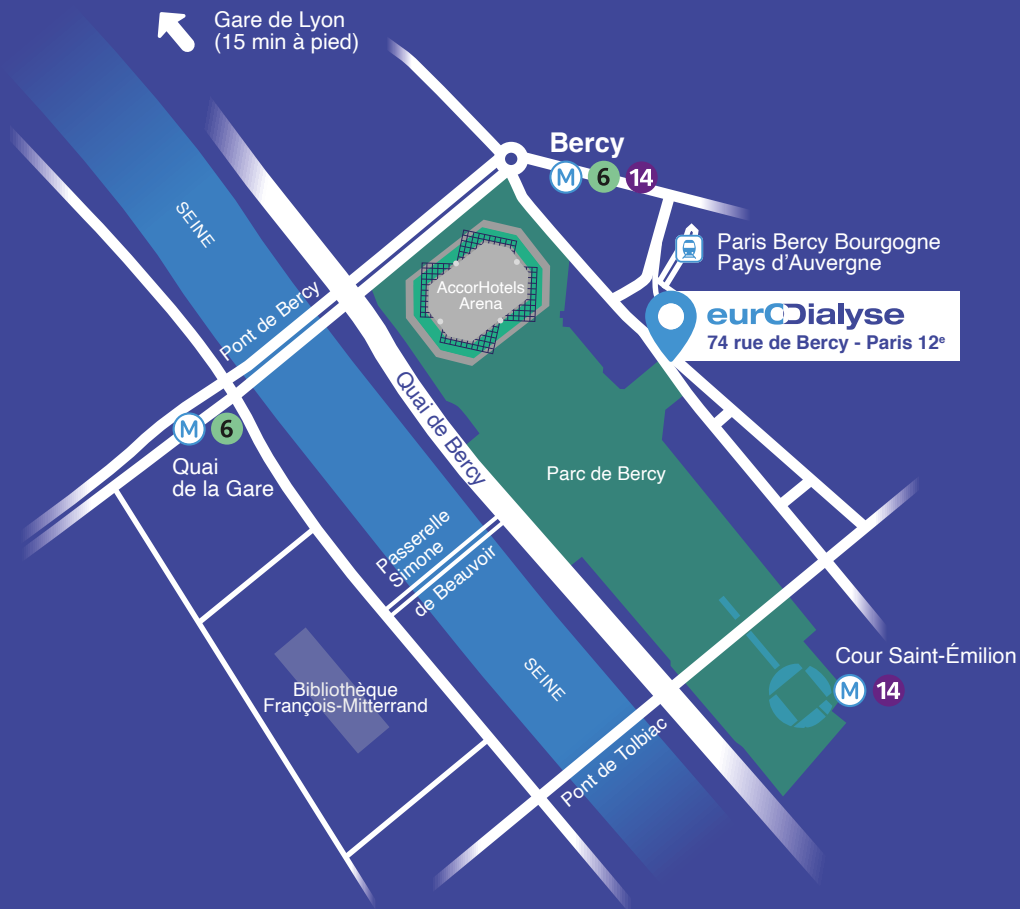 Gare de Lyon
(15 min à pied)
Bercy
M 6 14
SEINE
Paris Bercy Bourgogne
Pays d'Auvergne
AccorHotels
Arena
Pont de Bercy
euroDialyse
74 rue de Bercy - Paris 12e
M 6
Quai
de la Gare
Quai de Bercy
Parc de Bercy
Passerelle
Simone
de Beauvoir
SEINE
Cour Saint-Émilion
M 14
Bibliothèque
François-Mitterrand
Pont de Tolbiac